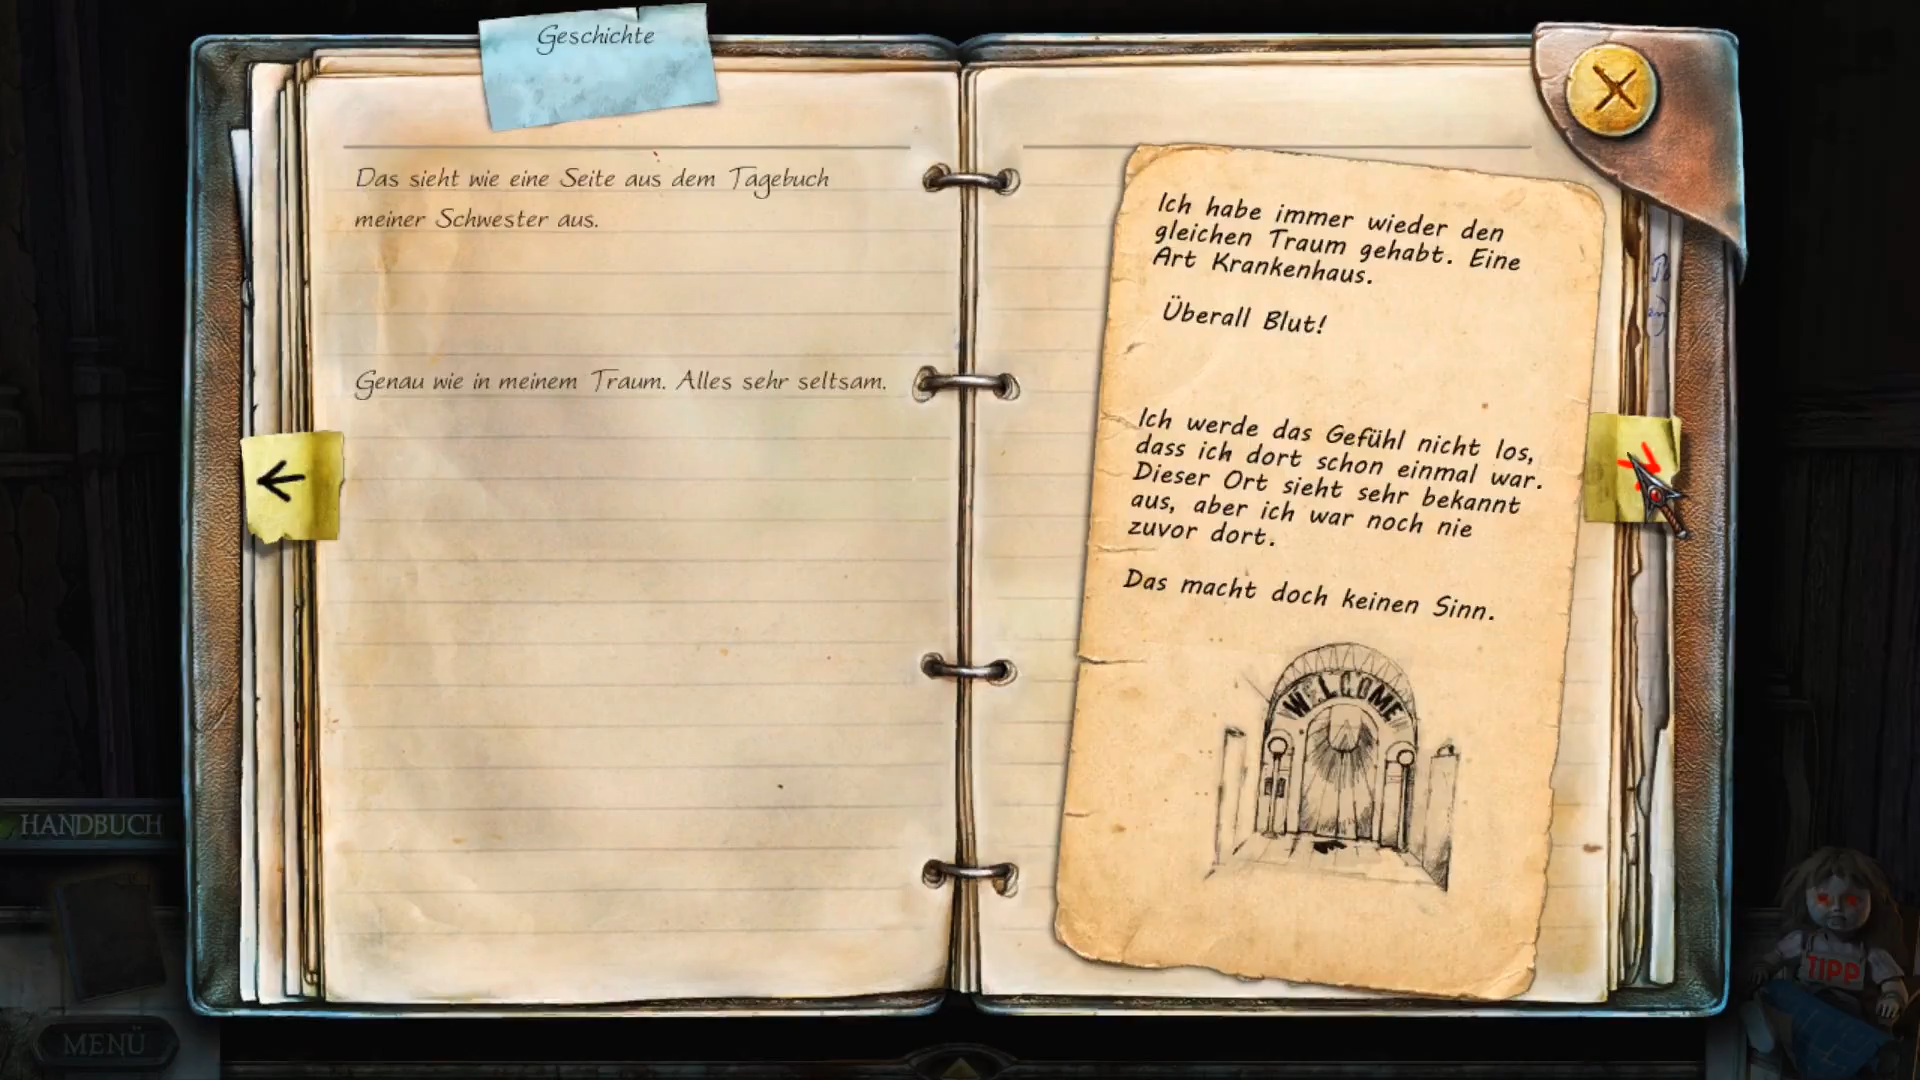 Geschichte
Das sieht wie eine Seite aus dem Tagebuch
meiner Schwester aus.
Genau wie in meinem Traum. Alles sehr seltsam.
Ich habe immer wieder den
gleichen Traum gehabt. Eine
Art Krankenhaus.
Überall Blut!
Ich werde das Gefühl nicht los,
dass ich dort schon einmal war.
Dieser Ort sieht sehr bekannt
aus, aber ich war noch nie
zuvor dort.
Das macht doch keinen Sinn.
WELCOME
HANDBUCH
TIPP
MENÜ